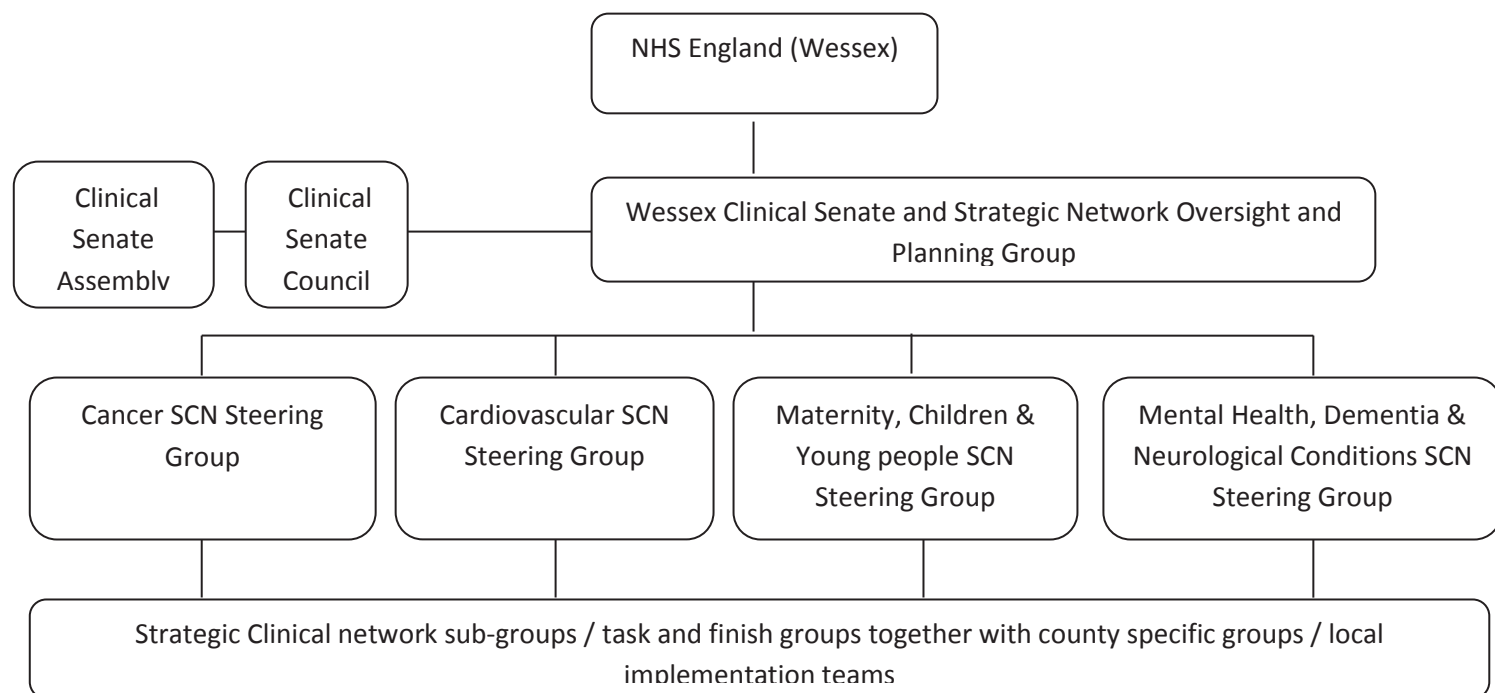 NHS England (Wessex)
Clinical
Senate
Assembly
Clinical
Senate
Council
Wessex Clinical Senate and Strategic Network Oversight and
Planning Group
Cancer SCN Steering
Group
Cardiovascular SCN
Steering Group
Maternity, Children &
Young people SCN
Steering Group
Mental Health, Dementia &
Neurological Conditions SCN
Steering Group
Strategic Clinical network sub-groups / task and finish groups together with county specific groups / local
implementation teams